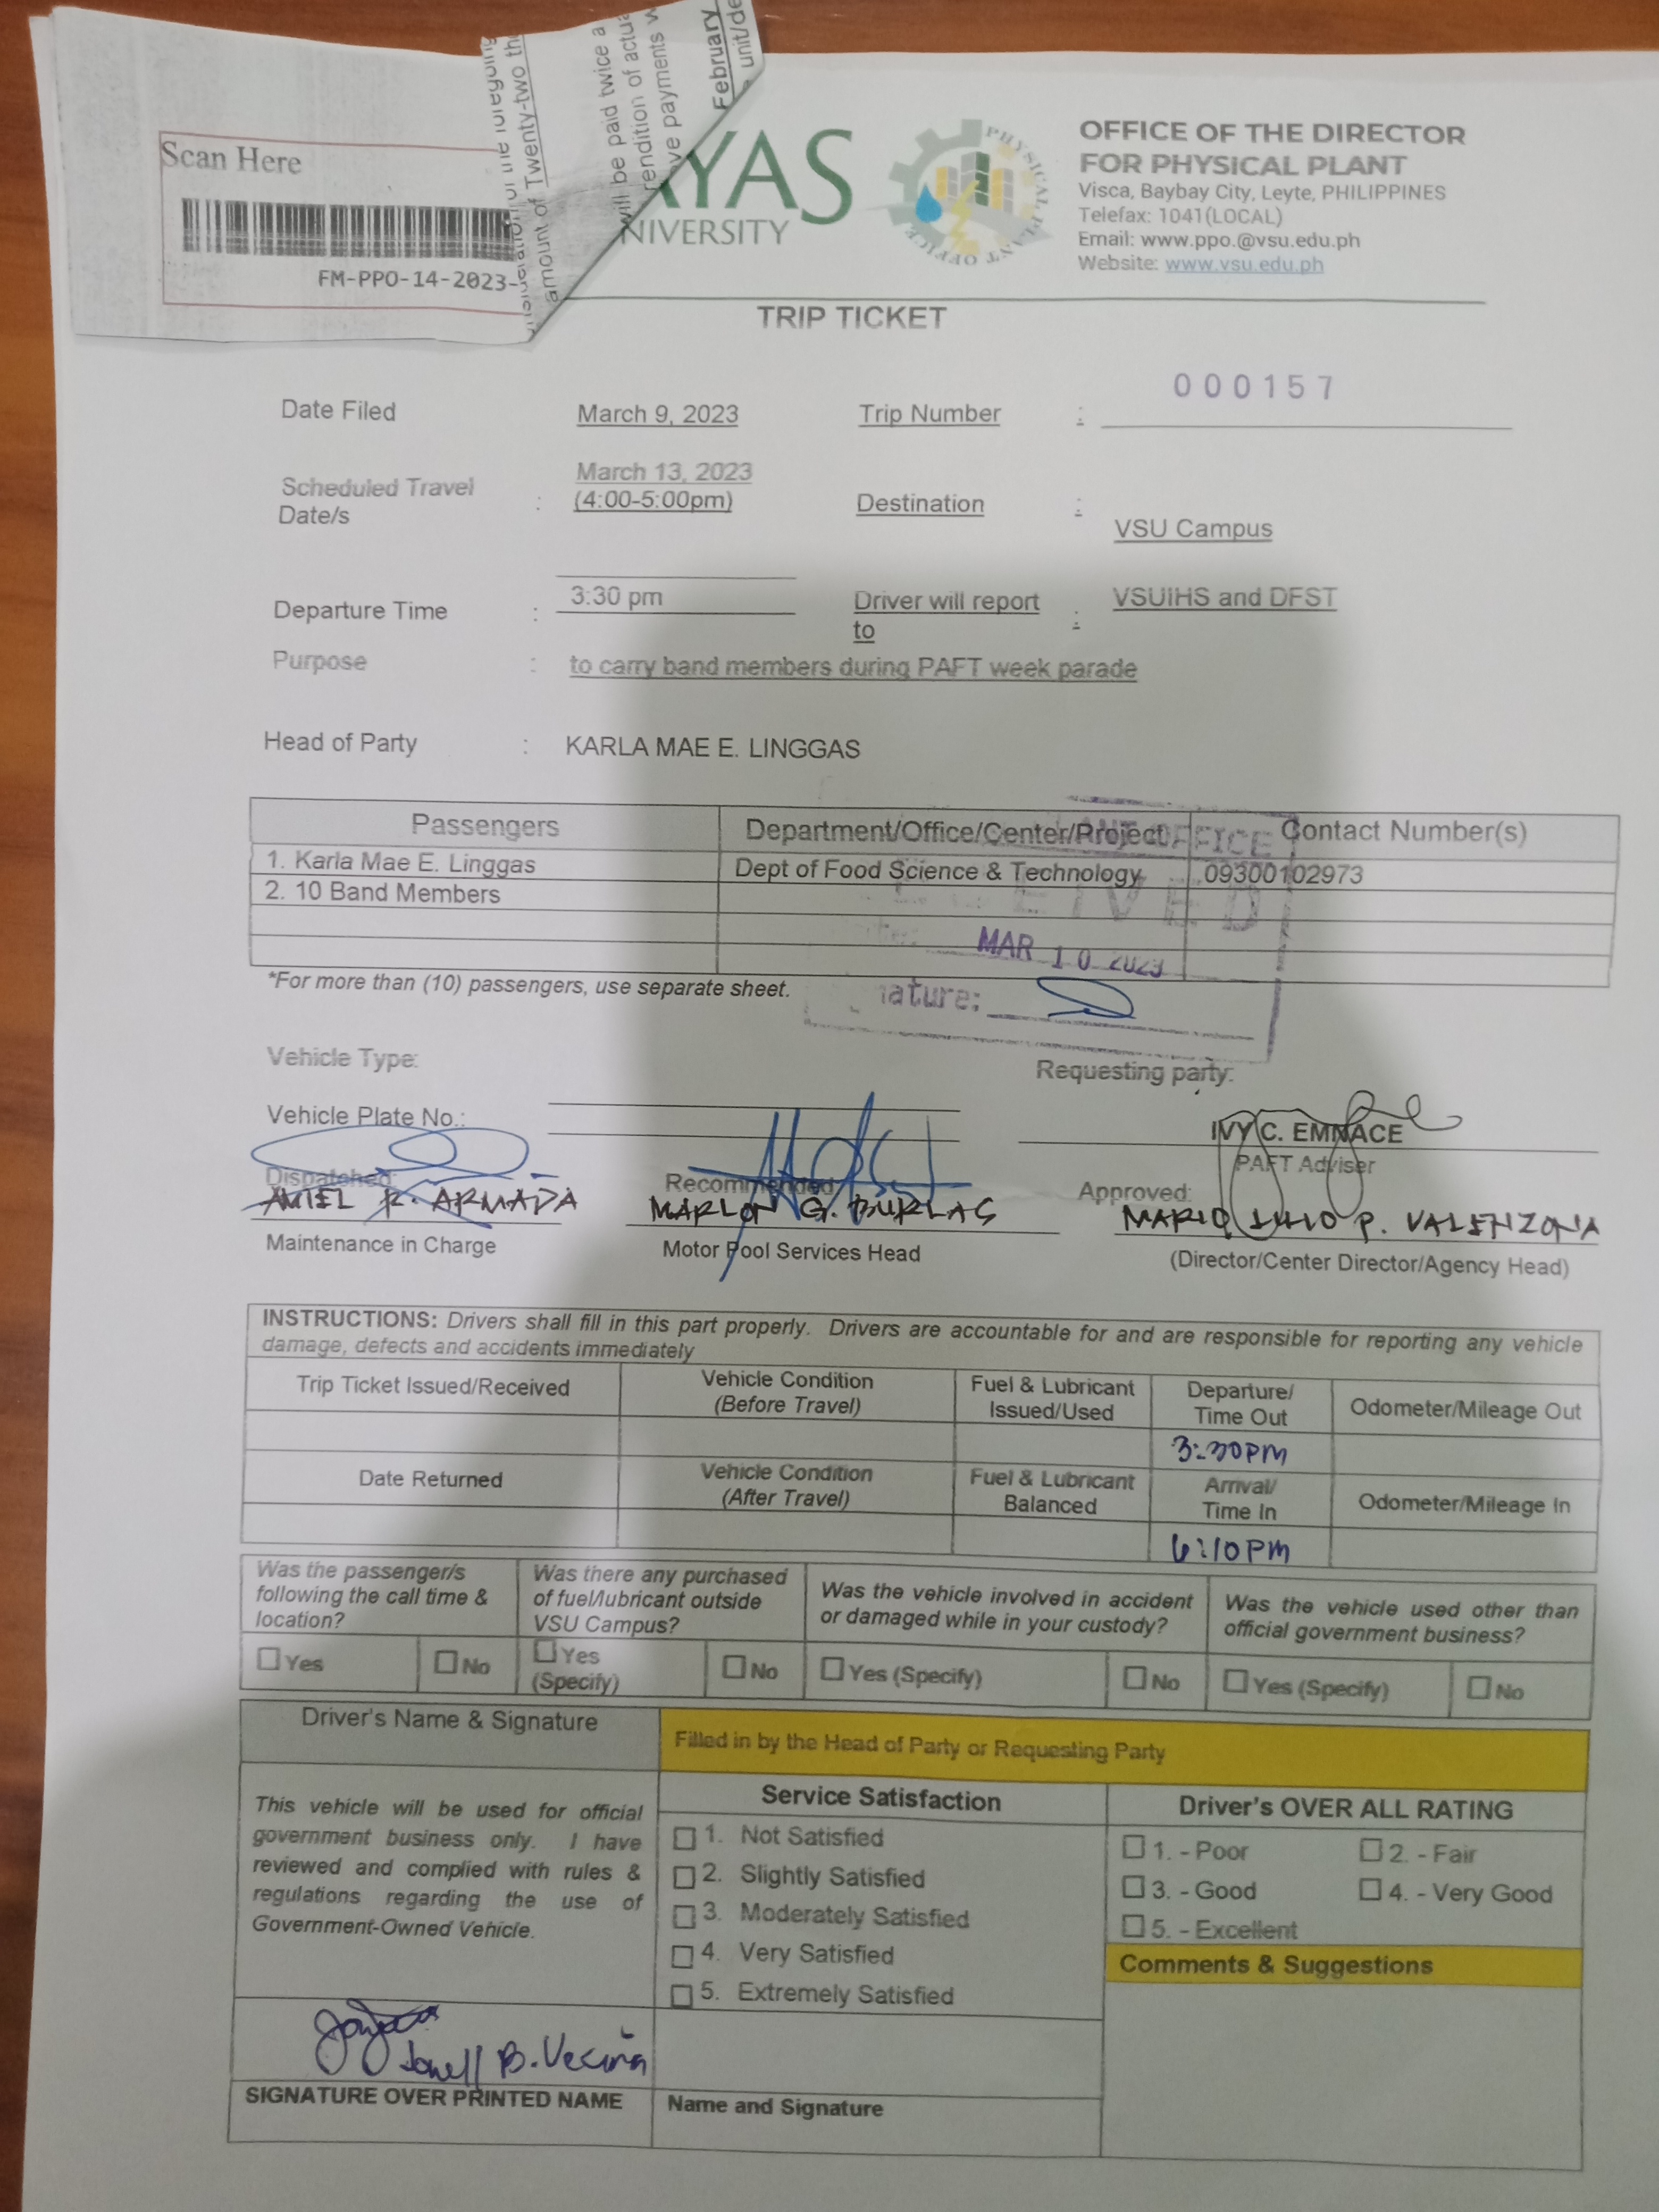 will be paid twice a
rendition of actua
ve payments w
February
unit/de
amount of Twenty-two th
Scan Here
FM-PPO-14-2023-
YAS
NIVERSITY
PHYSICAL PLANT OFFICE
OFFICE OF THE DIRECTOR
FOR PHYSICAL PLANT
Visca, Baybay City, Leyte, PHILIPPINES
Telefax: 1041(LOCAL)
Email: www.ppo.@vsu.edu.ph
Website: www.vsu.edu.ph
TRIP TICKET
Date Filed March 9, 2023 Trip Number : 000157
Scheduled Travel Date/s : March 13, 2023 (4:00-5:00pm) Destination : VSU Campus
Departure Time : 3:30 pm Driver will report to : VSUIHS and DFST
Purpose : to carry band members during PAFT week parade
Head of Party : KARLA MAE E. LINGGAS
Passengers Department/Office/Center/Project Contact Number(s)
1. Karla Mae E. Linggas Dept of Food Science & Technology 09300102973
2. 10 Band Members
MAR 10 2023
ature:
*For more than (10) passengers, use separate sheet.
Vehicle Type: Requesting party:
Vehicle Plate No.: IVY C. EMNACE
PAFT Adviser
Dispatched: Recommended Approved:
AMIEL R. ARMADA MARLON G. BURLAS MARIO LILIO P. VALENZONA
Maintenance in Charge Motor Pool Services Head (Director/Center Director/Agency Head)
INSTRUCTIONS: Drivers shall fill in this part properly. Drivers are accountable for and are responsible for reporting any vehicle
damage, defects and accidents immediately
Trip Ticket Issued/Received Vehicle Condition (Before Travel) Fuel & Lubricant Issued/Used Departure/ Time Out Odometer/Mileage Out
3:30PM
Date Returned Vehicle Condition (After Travel) Fuel & Lubricant Balanced Arrival/ Time In Odometer/Mileage In
6:10PM
Was the passenger/s following the call time & location? Was there any purchased of fuel/lubricant outside VSU Campus? Was the vehicle involved in accident or damaged while in your custody? Was the vehicle used other than official government business?
Yes No Yes (Specify) No Yes (Specify) No Yes (Specify) No
Driver's Name & Signature Filled in by the Head of Party or Requesting Party
Service Satisfaction Driver's OVER ALL RATING
This vehicle will be used for official
government business only. I have
reviewed and complied with rules &
regulations regarding the use of
Government-Owned Vehicle.
1. Not Satisfied
2. Slightly Satisfied
3. Moderately Satisfied
4. Very Satisfied
5. Extremely Satisfied
1. - Poor 2. - Fair
3. - Good 4. - Very Good
5. - Excellent
Comments & Suggestions
Jowell B. Veciña
SIGNATURE OVER PRINTED NAME Name and Signature